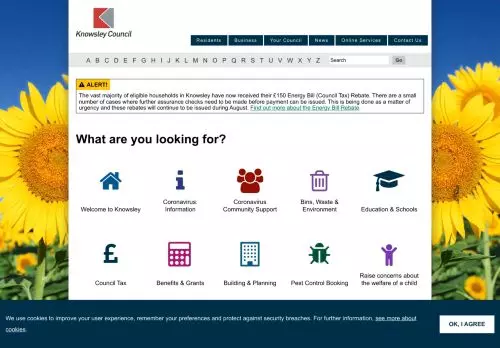 Knowsley Council
Residents Business Your Council News Online Services Contact Us
A B C D E F G H I J K L M N O P Q R S T U V W X Y Z Search Go
ALERT!
The vast majority of eligible households in Knowsley have now received their £150 Energy Bill (Council Tax) Rebate. There are a small
number of cases where further assurance checks need to be made before payment can be issued. This is being done as a matter of
urgency and these rebates will continue to be issued during August. Find out more about the Energy Bill Rebate.
What are you looking for?
Welcome to Knowsley
Coronavirus:
Information
Coronavirus
Community Support
Bins, Waste &
Environment
Education & Schools
£
Council Tax
Benefits & Grants
Building & Planning
Pest Control Booking
Raise concerns about
the welfare of a child
We use cookies to improve your user experience, remember your preferences and protect against security breaches. For further information, see more about
cookies.
OK, I AGREE